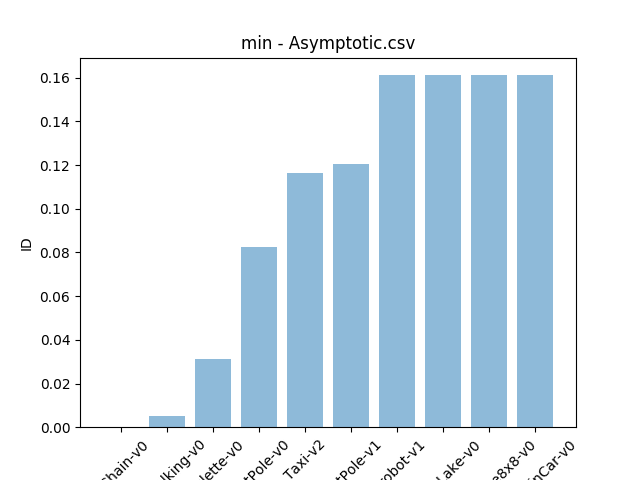 min - Asymptotic.csv
0.16
0.14
0.12
0.10
0.08
0.06
0.04
0.02
0.00
ID
hain-v0
lking-v0
lette-v0
tPole-v0
Taxi-v2
tPole-v1
robot-v1
Lake-v0
e8x8-v0
nCar-v0